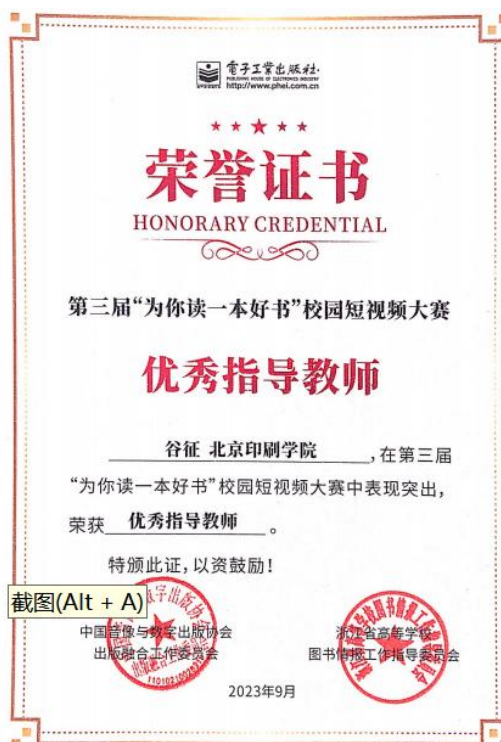 電子工業出版社
PUBLISHING HOUSE OF ELECTRONICS INDUSTRY
http://www.phei.com.cn
荣誉证书
HONORARY CREDENTIAL
第三届“为你读一本好书”校园短视频大赛
优秀指导教师
谷征 北京印刷学院,在第三届
“为你读一本好书”校园短视频大赛中表现突出,
荣获 优秀指导教师 。
特颁此证,以资鼓励!
截图(Alt + A)
中国音像与数字出版协会
出版融合工作委员会
浙江省高等学校
图书情报工作指导委员会
2023年9月